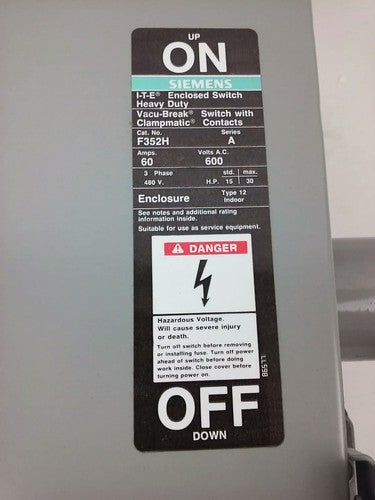 UP
ON
SIEMENS
I-T-E® Enclosed Switch
Heavy Duty
Vacu-Break® Switch with
Clampmatic® Contacts
Cat. No. Series
F352H A
Amps. Volts A.C.
60 600
3 Phase std. max.
480 V. H.P. 15 30
Enclosure Type 12
Indoor
See notes and additional rating
information inside.
Suitable for use as service equipment.
DANGER
Hazardous Voltage.
Will cause severe injury
or death.
Turn off switch before removing
or installing fuse. Turn off power
ahead of switch before doing
work inside. Close cover before
turning power on.
LL598
OFF
DOWN